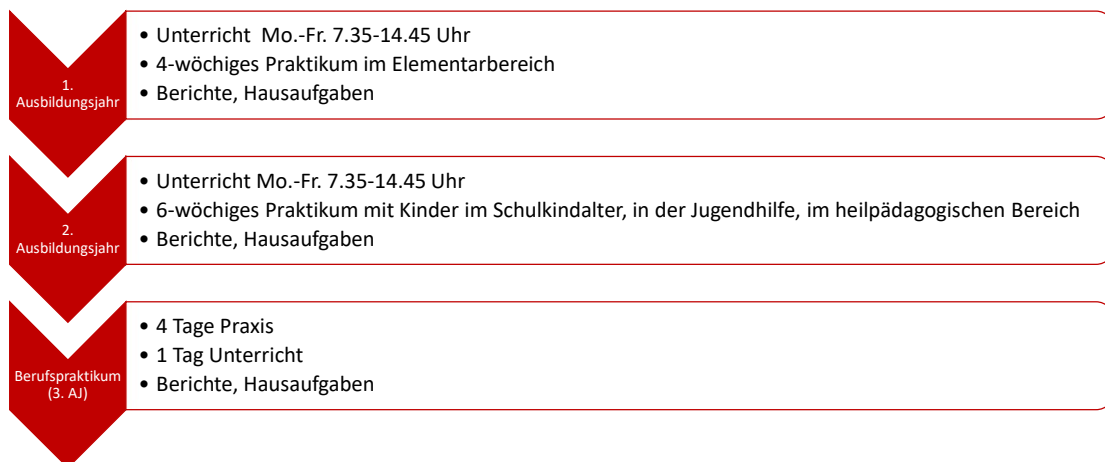 1.
Ausbildungsjahr
• Unterricht  Mo.-Fr. 7.35-14.45 Uhr
• 4-wöchiges Praktikum im Elementarbereich
• Berichte, Hausaufgaben
2.
Ausbildungsjahr
• Unterricht Mo.-Fr. 7.35-14.45 Uhr
• 6-wöchiges Praktikum mit Kinder im Schulkindalter, in der Jugendhilfe, im heilpädagogischen Bereich
• Berichte, Hausaufgaben
Berufspraktikum
(3. AJ)
• 4 Tage Praxis
• 1 Tag Unterricht
• Berichte, Hausaufgaben